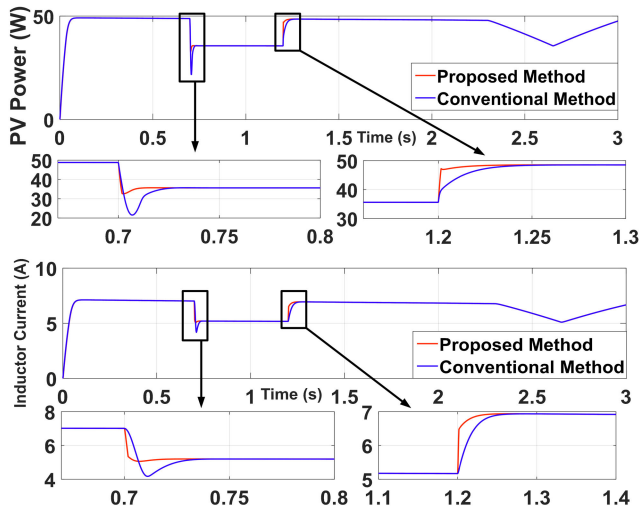 PV Power (W)
50
0
Proposed Method
Conventional Method
0 0.5 1 1.5 Time (s) 2 2.5 3
50
40
30
20
0.7 0.75 0.8
50
40
30
1.2 1.25 1.3
Inductor Current (A)
10
5
0
Proposed Method
Conventional Method
0 0.5 1 Time (s) 1.5 2 2.5 3
8
6
4
0.7 0.75 0.8
7
6
5
1.1 1.2 1.3 1.4